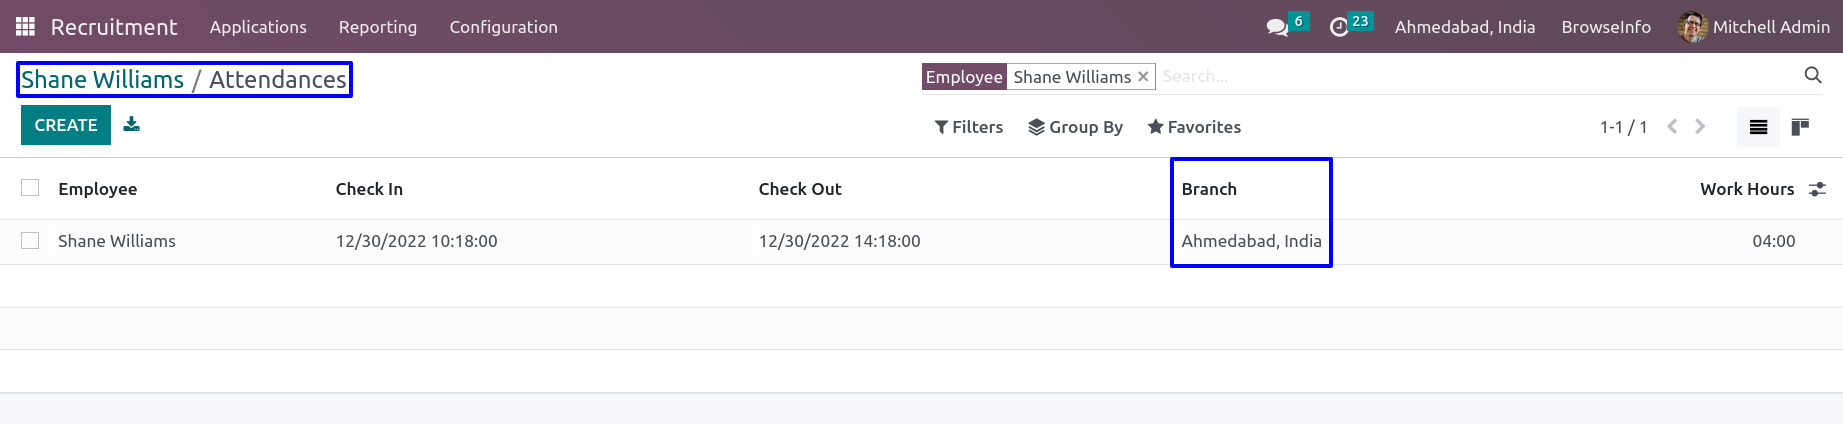 Recruitment Applications Reporting Configuration 6 23 Ahmedabad, India BrowseInfo Mitchell Admin
Shane Williams / Attendances Employee Shane Williams × Search...
CREATE Filters Group By Favorites 1-1 / 1
Employee Check In Check Out Branch Work Hours
Shane Williams 12/30/2022 10:18:00 12/30/2022 14:18:00 Ahmedabad, India 04:00